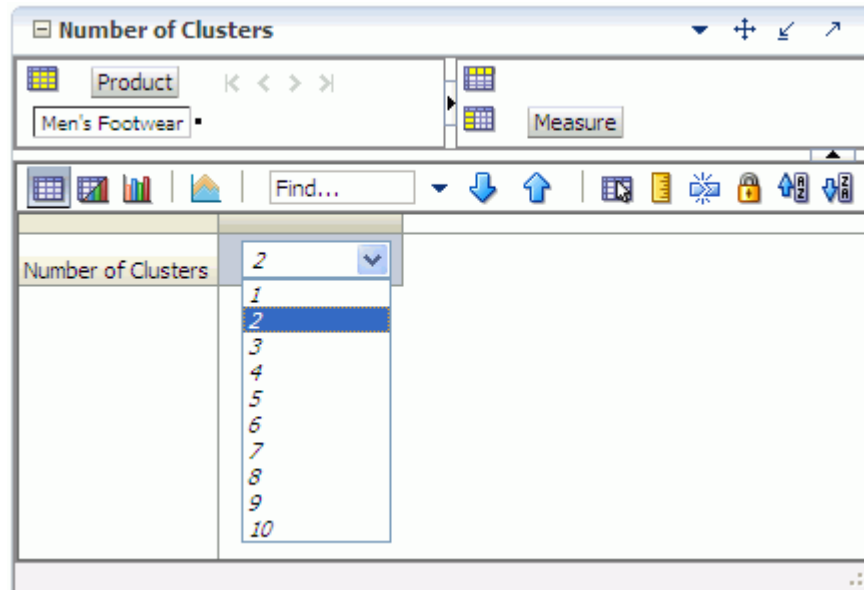 Number of Clusters
Product
Men's Footwear
Measure
Find...
Number of Clusters
2
1
2
3
4
5
6
7
8
9
10